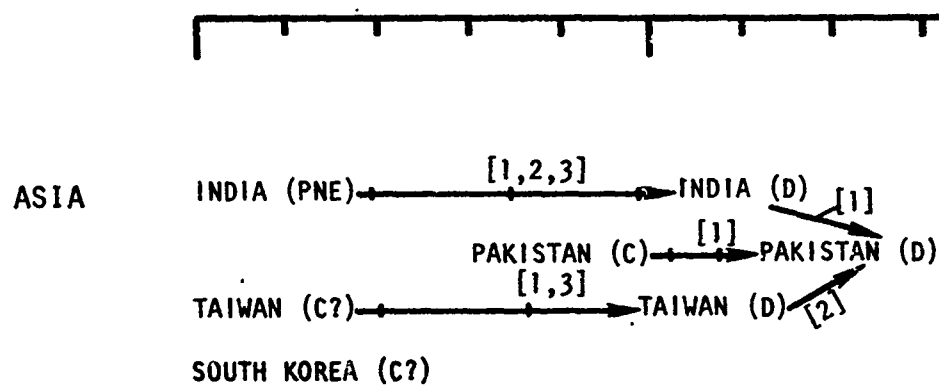 [1,2,3]
ASIA INDIA (PNE) INDIA (D)
[1]
PAKISTAN (C) [1] PAKISTAN (D)
[1,3]
TAIWAN (C?) TAIWAN (D) [2]
SOUTH KOREA (C?)